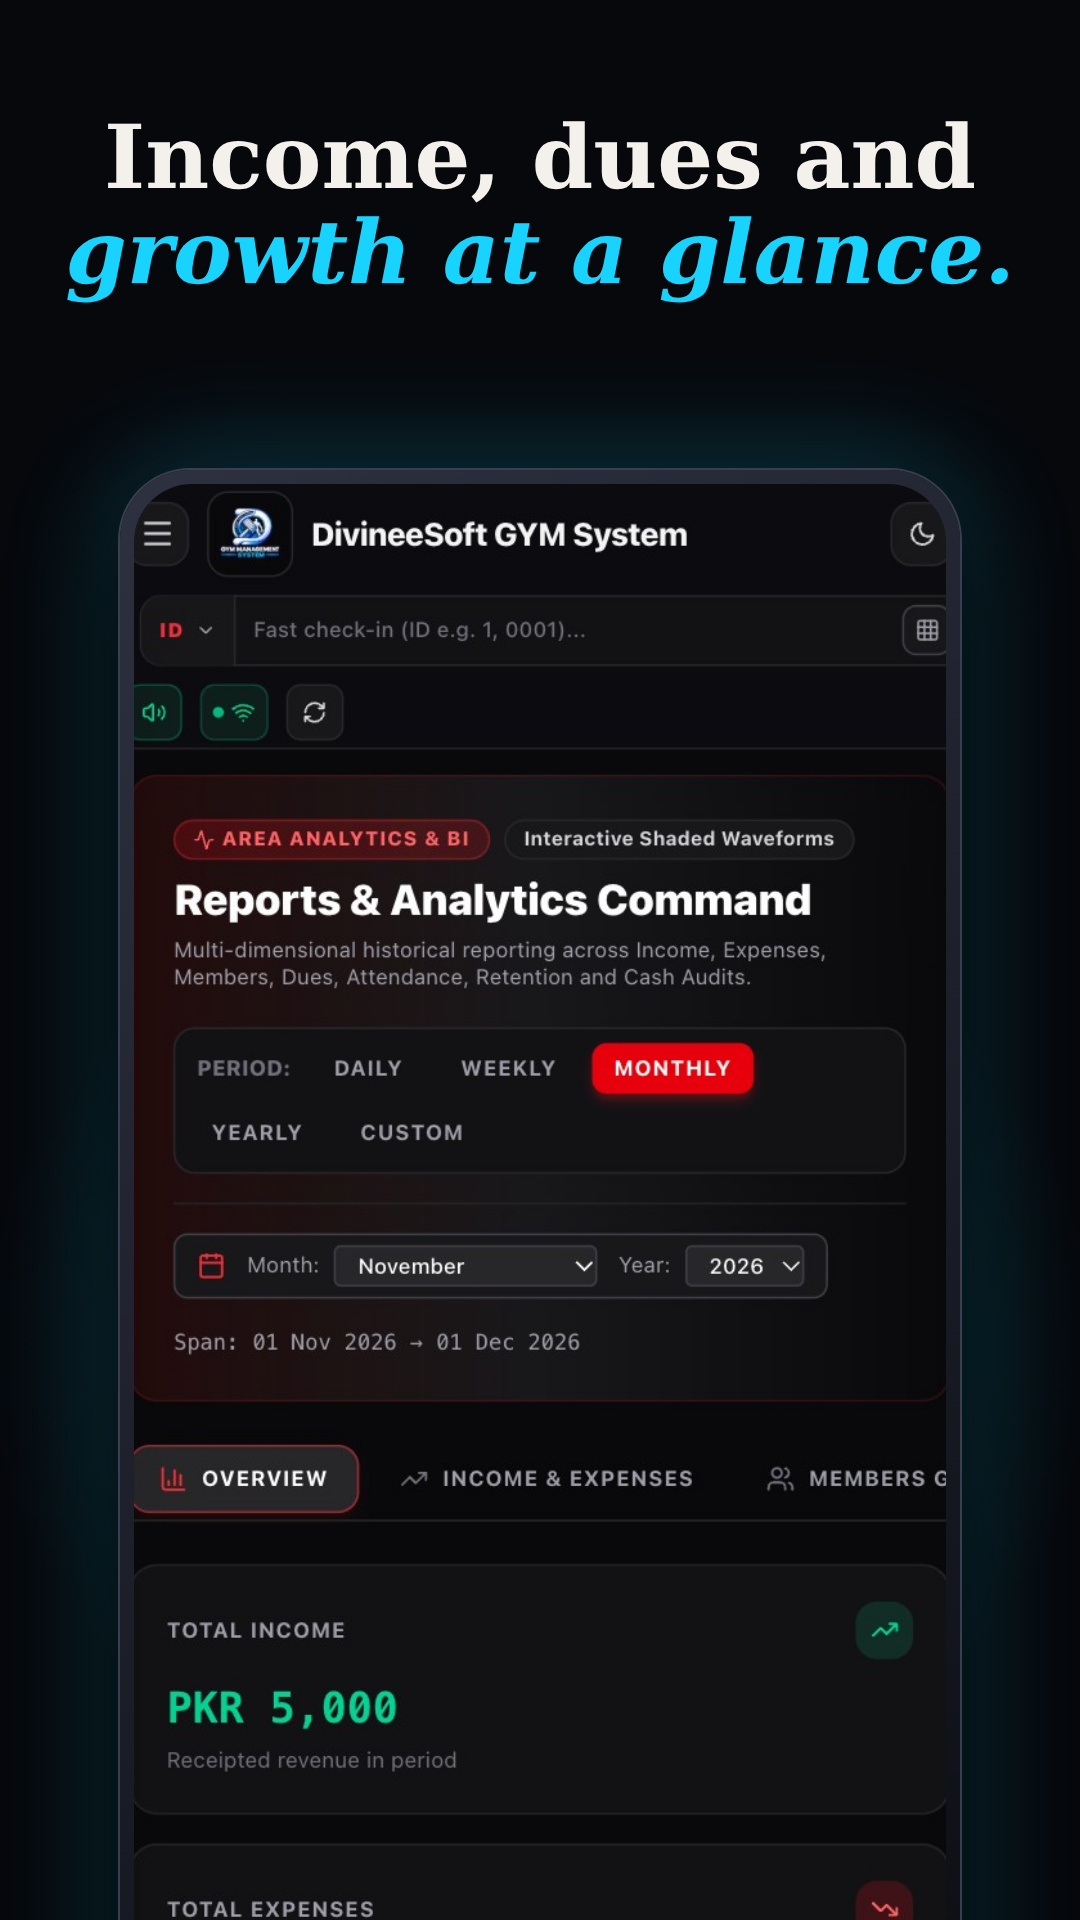 Income, dues and
growth at a glance.
GYM MANAGEMENT
SYSTEM
DivineeSoft GYM System
ID
Fast check-in (ID e.g. 1, 0001)...
AREA ANALYTICS & BI
Interactive Shaded Waveforms
Reports & Analytics Command
Multi-dimensional historical reporting across Income, Expenses,
Members, Dues, Attendance, Retention and Cash Audits.
PERIOD: DAILY WEEKLY MONTHLY
YEARLY CUSTOM
Month: November Year: 2026
Span: 01 Nov 2026 → 01 Dec 2026
OVERVIEW INCOME & EXPENSES MEMBERS G
TOTAL INCOME
PKR 5,000
Receipted revenue in period
TOTAL EXPENSES